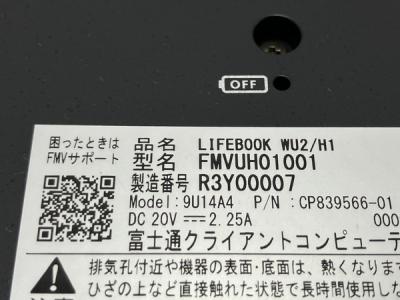 OFF
困ったときは
FMVサポート
品名 LIFEBOOK WU2/H1
型名 FMVUH01001
製造番号 R3Y00007
Model:9U14A4 P/N :CP839566-01
DC 20V 2.25A 000
富士通クライアントコンピューテ
排気孔付近や機器の表面・底面は、熱くなります
ひざの上など直接触れた状態で長時間使用し